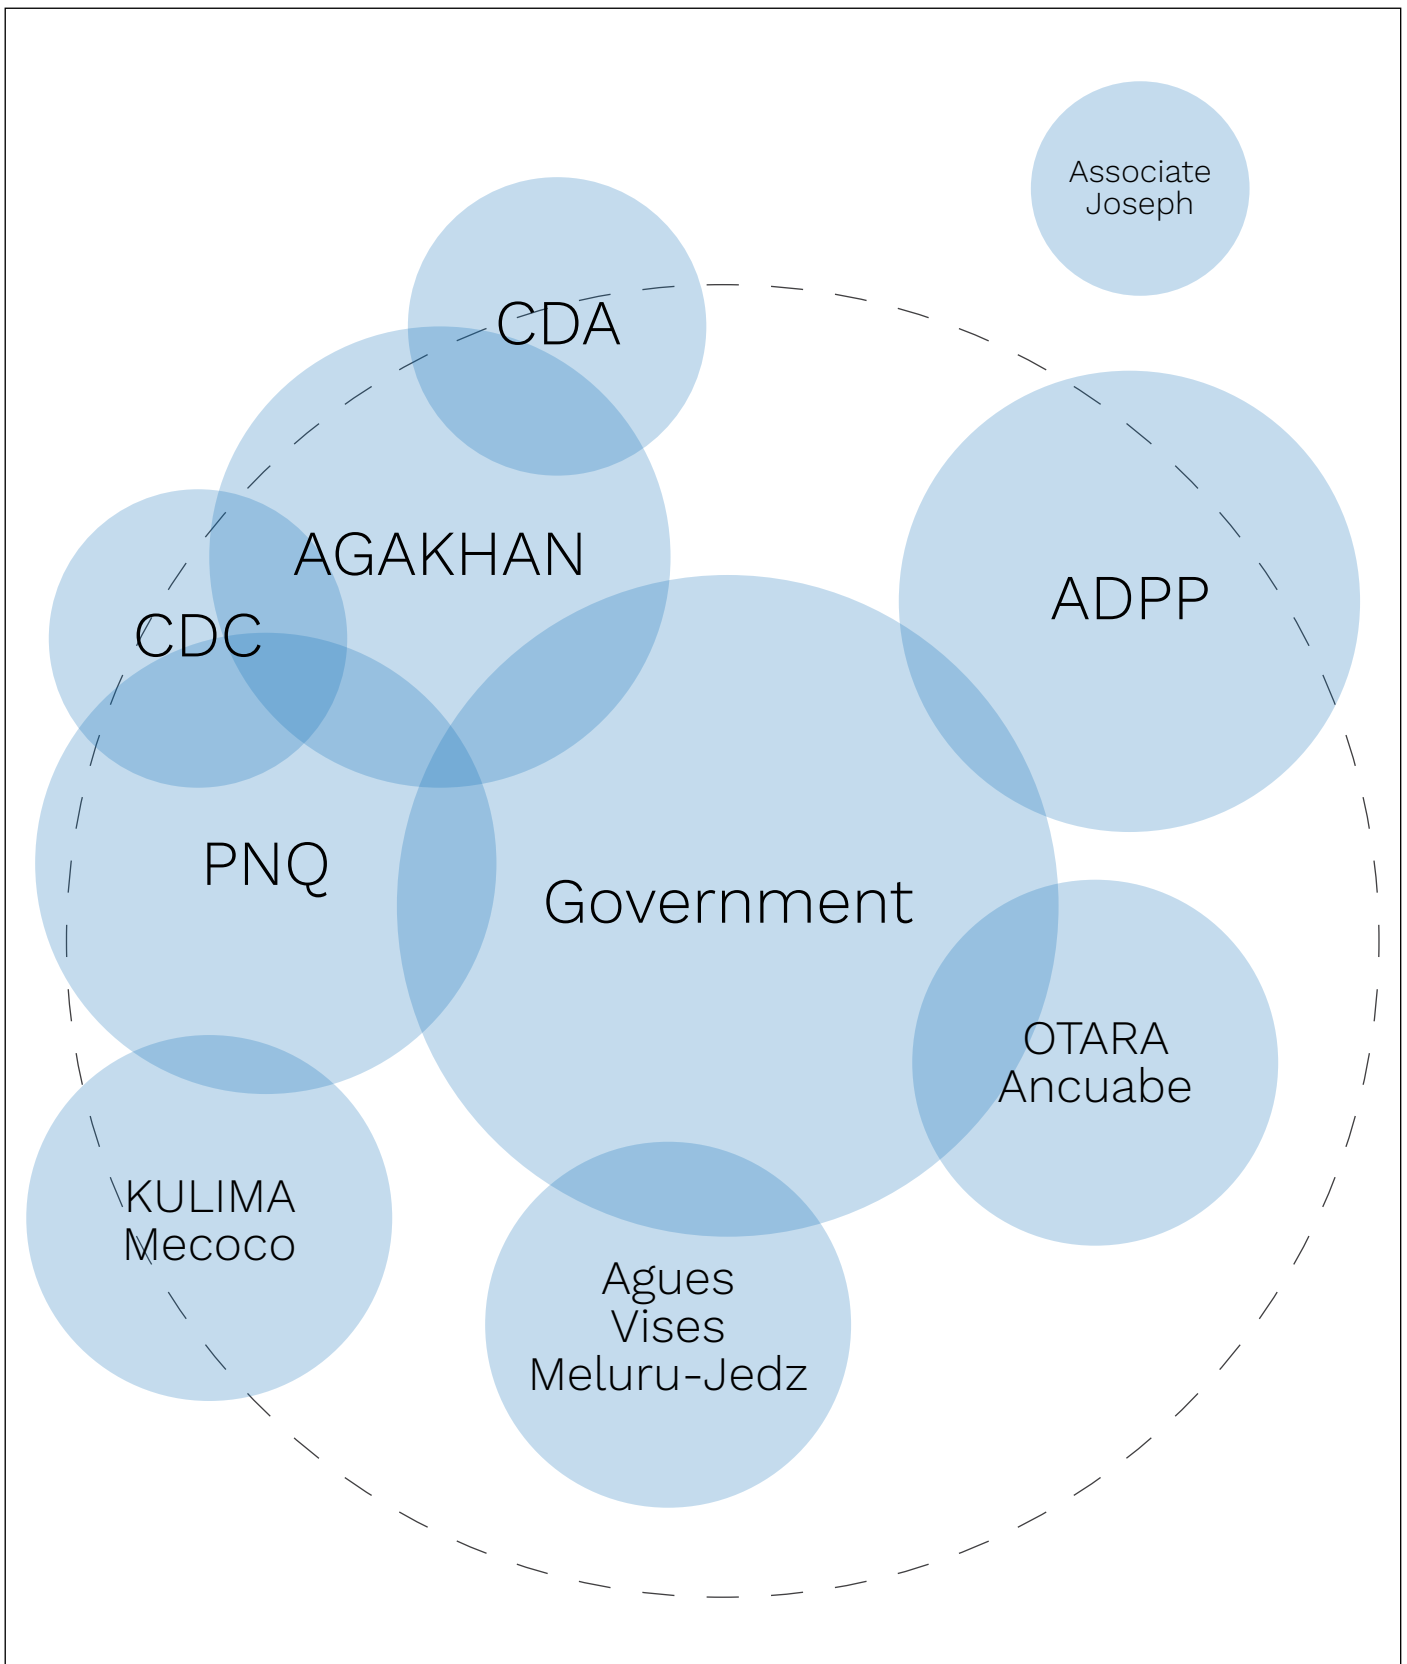 Associate
Joseph
CDA
AGAKHAN
ADPP
CDC
PNQ
Government
OTARA
Ancuabe
KULIMA
Mecoco
Agues
Vises
Meluru-Jedz